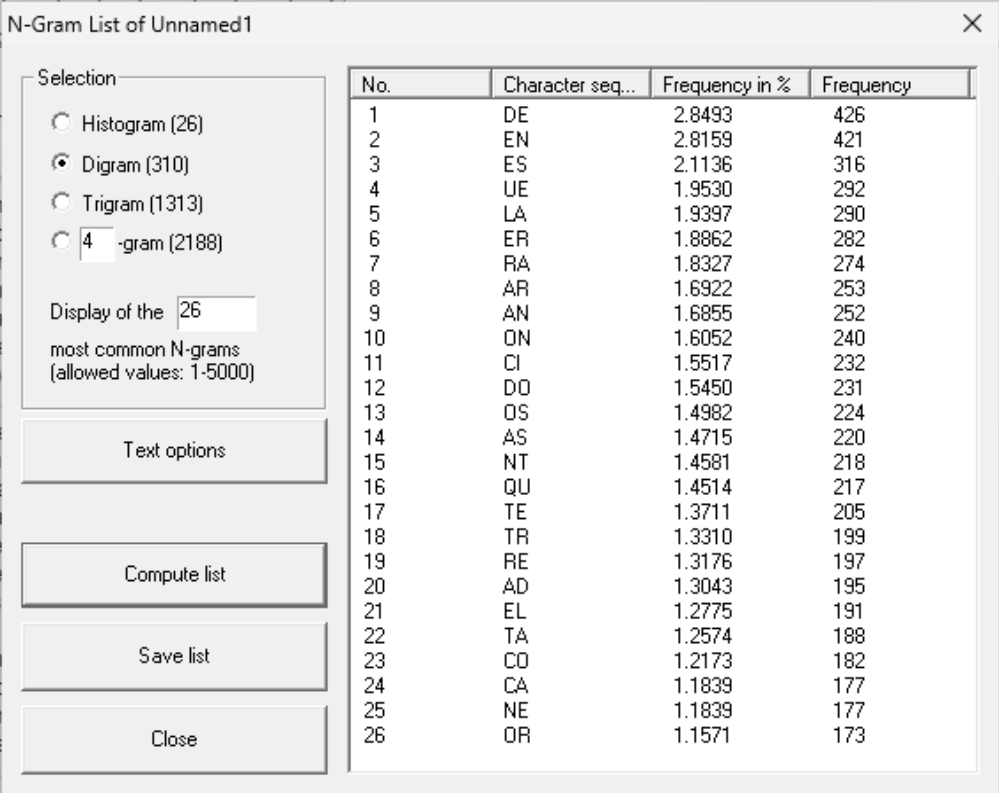 N-Gram List of Unnamed1
Selection
Histogram (26)
Digram (310)
Trigram (1313)
4 -gram (2188)
Display of the 26
most common N-grams
(allowed values: 1-5000)
Text options
Compute list
Save list
Close
No. Character seq... Frequency in % Frequency
1 DE 2.8493 426
2 EN 2.8159 421
3 ES 2.1136 316
4 UE 1.9530 292
5 LA 1.9397 290
6 ER 1.8862 282
7 RA 1.8327 274
8 AR 1.6922 253
9 AN 1.6855 252
10 ON 1.6052 240
11 CI 1.5517 232
12 DO 1.5450 231
13 OS 1.4982 224
14 AS 1.4715 220
15 NT 1.4581 218
16 QU 1.4514 217
17 TE 1.3711 205
18 TR 1.3310 199
19 RE 1.3176 197
20 AD 1.3043 195
21 EL 1.2775 191
22 TA 1.2574 188
23 CO 1.2173 182
24 CA 1.1839 177
25 NE 1.1839 177
26 OR 1.1571 173